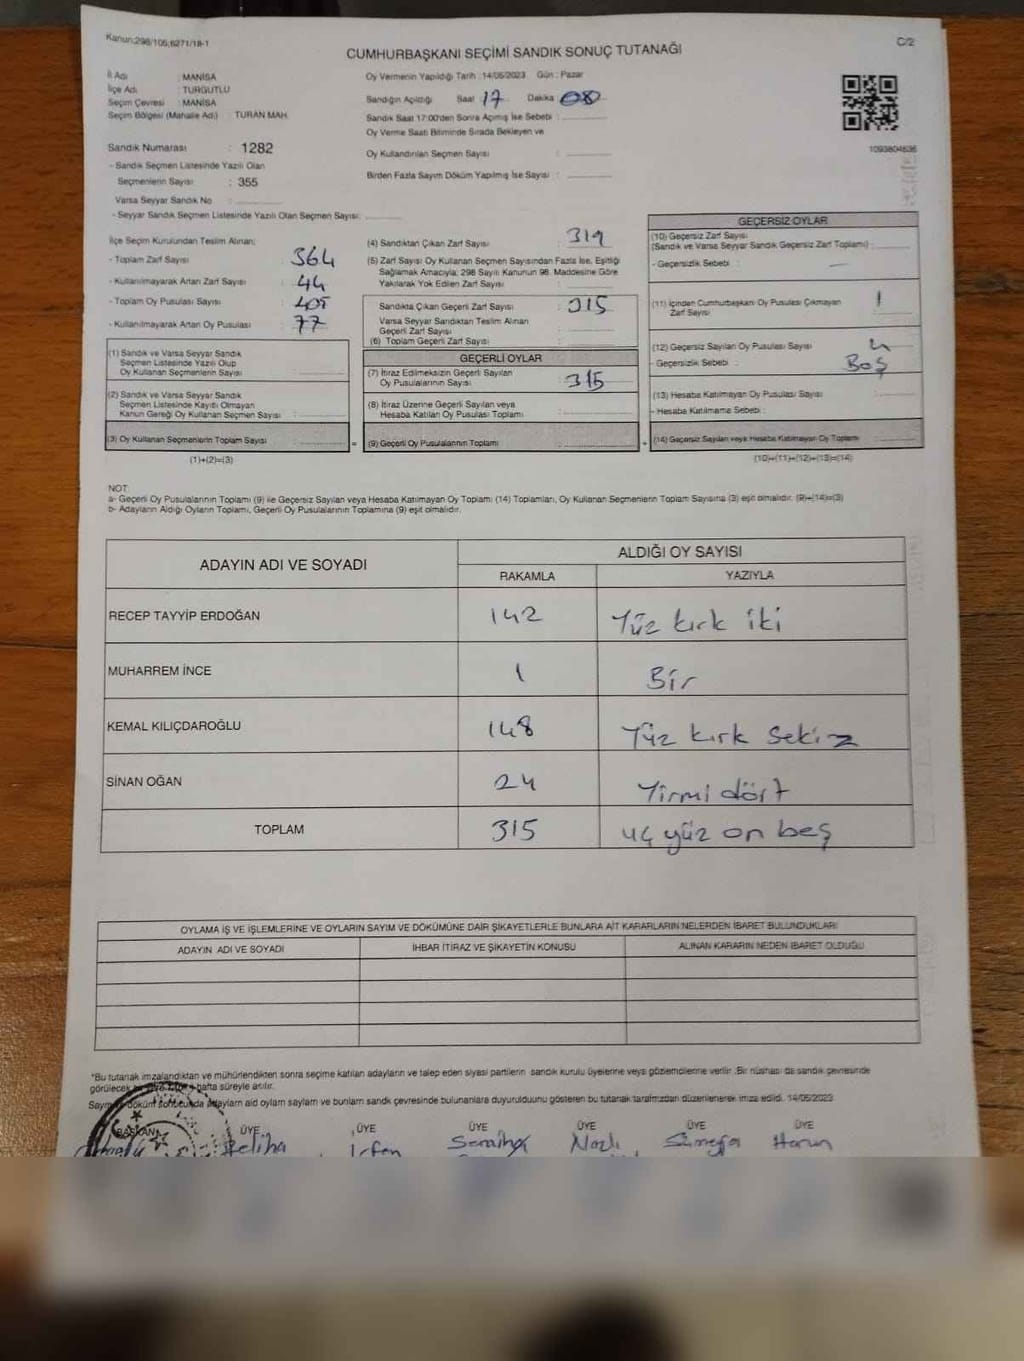 Kanun:298/105;6271/18-1
CUMHURBAŞKANI SEÇİMİ SANDIK SONUÇ TUTANAĞI
C/2
İl Adı : MANİSA
İlçe Adı : TURGUTLU
Seçim Çevresi : MANİSA
Seçim Bölgesi (Mahalle Adı) : TURAN MAH.
Oy Vermenin Yapıldığı Tarih : 14/05/2023 Gün : Pazar
Sandığın Açıldığı Saat : 17 Dakika : 08
Sandık Saat 17:00'den Sonra Açılmış İse Sebebi :
Oy Verme Saati Bitiminde Sırada Bekleyen ve
Oy Kullandırılan Seçmen Sayısı :
Birden Fazla Sayım Döküm Yapılmış İse Sayısı :
1093804636
Sandık Numarası : 1282
- Sandık Seçmen Listesinde Yazılı Olan
Seçmenlerin Sayısı : 355
Varsa Seyyar Sandık No :
- Seyyar Sandık Seçmen Listesinde Yazılı Olan Seçmen Sayısı:
İlçe Seçim Kurulundan Teslim Alınan;
- Toplam Zarf Sayısı : 364
- Kullanılmayarak Artan Zarf Sayısı : 44
- Toplam Oy Pusulası Sayısı : 405
- Kullanılmayarak Artan Oy Pusulası : 77
(1) Sandık ve Varsa Seyyar Sandık
Seçmen Listesinde Yazılı Olup
Oy Kullanan Seçmenlerin Sayısı :
(2) Sandık ve Varsa Seyyar Sandık
Seçmen Listesinde Kayıtlı Olmayan
Kanun Gereği Oy Kullanan Seçmen Sayısı :
(3) Oy Kullanan Seçmenlerin Toplam Sayısı :
(1)+(2)=(3)
(4) Sandıktan Çıkan Zarf Sayısı : 319
(5) Zarf Sayısı Oy Kullanan Seçmen Sayısından Fazla İse, Eşitliği
Sağlamak Amacıyla; 298 Sayılı Kanunun 98. Maddesine Göre
Yakılarak Yok Edilen Zarf Sayısı :
Sandıkta Çıkan Geçerli Zarf Sayısı : 315
Varsa Seyyar Sandıktan Teslim Alınan
Geçerli Zarf Sayısı :
(6) Toplam Geçerli Zarf Sayısı :
GEÇERLİ OYLAR
(7) İtiraz Edilmeksizin Geçerli Sayılan
Oy Pusulalarının Sayısı : 315
(8) İtiraz Üzerine Geçerli Sayılan veya
Hesaba Katılan Oy Pusulası Toplamı :
= (9) Geçerli Oy Pusulalarının Toplamı :
GEÇERSİZ OYLAR
(10) Geçersiz Zarf Sayısı
(Sandık ve Varsa Seyyar Sandık Geçersiz Zarf Toplamı) :
- Geçersizlik Sebebi : —
(11) İçinden Cumhurbaşkanı Oy Pusulası Çıkmayan
Zarf Sayısı : 1
(12) Geçersiz Sayılan Oy Pusulası Sayısı : 4
- Geçersizlik Sebebi : Boş
(13) Hesaba Katılmayan Oy Pusulası Sayısı :
- Hesaba Katılmama Sebebi :
+ (14) Geçersiz Sayılan veya Hesaba Katılmayan Oy Toplamı :
(10)+(11)+(12)+(13)=(14)
NOT:
a- Geçerli Oy Pusulalarının Toplamı (9) ile Geçersiz Sayılan veya Hesaba Katılmayan Oy Toplamı (14) Toplamları, Oy Kullanan Seçmenlerin Toplam Sayısına (3) eşit olmalıdır. (9)+(14)=(3)
b- Adayların Aldığı Oyların Toplamı, Geçerli Oy Pusulalarının Toplamına (9) eşit olmalıdır.
ADAYIN ADI VE SOYADI ALDIĞI OY SAYISI
RAKAMLA YAZIYLA
RECEP TAYYİP ERDOĞAN 142 Yüz kırk iki
MUHARREM İNCE 1 Bir
KEMAL KILIÇDAROĞLU 148 Yüz kırk sekiz
SİNAN OĞAN 24 Yirmi dört
TOPLAM 315 üç yüz on beş
OYLAMA İŞ VE İŞLEMLERİNE VE OYLARIN SAYIM VE DÖKÜMÜNE DAİR ŞİKAYETLERLE BUNLARA AİT KARARLARIN NELERDEN İBARET BULUNDUKLARI
ADAYIN ADI VE SOYADI İHBAR İTİRAZ VE ŞİKAYETİN KONUSU ALINAN KARARIN NEDEN İBARET OLDUĞU
*Bu tutanak imzalandıktan ve mühürlendikten sonra seçime katılan adayların ve talep eden siyasi partilerin sandık kurulu üyelerine veya gözlemcilerine verilir. Bir nüshası da sandık çevresinde
görülecek hafta süreyle asılır.
Sayım ve döküm sonucunda adayların aldı oyların sayıları ve bunların sandık çevresinde bulunanlara duyurulduğunu gösteren bu tutanak tarafımızdan düzenlenerek imza edildi. 14/05/2023
BAŞKAN ÜYE ÜYE ÜYE ÜYE ÜYE ÜYE
Meliha İrfan Nazlı Sümeyra Harun